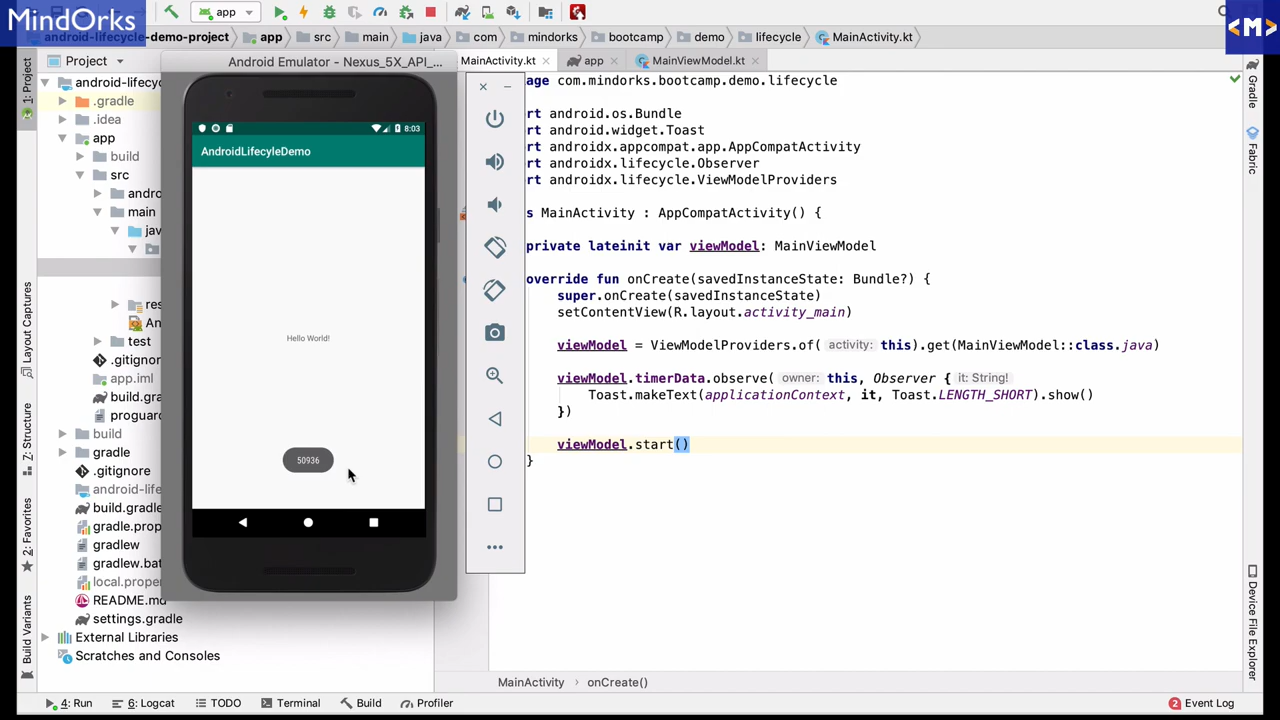 MindOrks
<M>
app
android-lifecycle-demo-project
app
src
main
java
com
mindorks
bootcamp
demo
lifecycle
MainActivity.kt
Project
Android Emulator - Nexus_5X_API_...
MainActivity.kt
app
MainViewModel.kt
1: Project
Layout Captures
7: Structure
2: Favorites
Build Variants
android-lifecyc
.gradle
.idea
app
build
src
andro
main
jav
res
An
test
.gitignore
app.iml
build.gra
proguard
build
gradle
.gitignore
android-life
build.gradle
gradle.prop
gradlew
gradlew.bat
local.proper
README.md
settings.gradle
External Libraries
Scratches and Consoles
8:03
AndroidLifecyleDemo
Hello World!
50936
age com.mindorks.bootcamp.demo.lifecycle
rt android.os.Bundle
rt android.widget.Toast
rt androidx.appcompat.app.AppCompatActivity
rt androidx.lifecycle.Observer
rt androidx.lifecycle.ViewModelProviders
s MainActivity : AppCompatActivity() {
private lateinit var viewModel: MainViewModel
override fun onCreate(savedInstanceState: Bundle?) {
super.onCreate(savedInstanceState)
setContentView(R.layout.activity_main)
viewModel = ViewModelProviders.of( activity: this).get(MainViewModel::class.java)
viewModel.timerData.observe( owner: this, Observer { it: String!
Toast.makeText(applicationContext, it, Toast.LENGTH_SHORT).show()
})
viewModel.start()
}
MainActivity › onCreate()
Gradle
Fabric
Device File Explorer
4: Run
6: Logcat
TODO
Terminal
Build
Profiler
2 Event Log